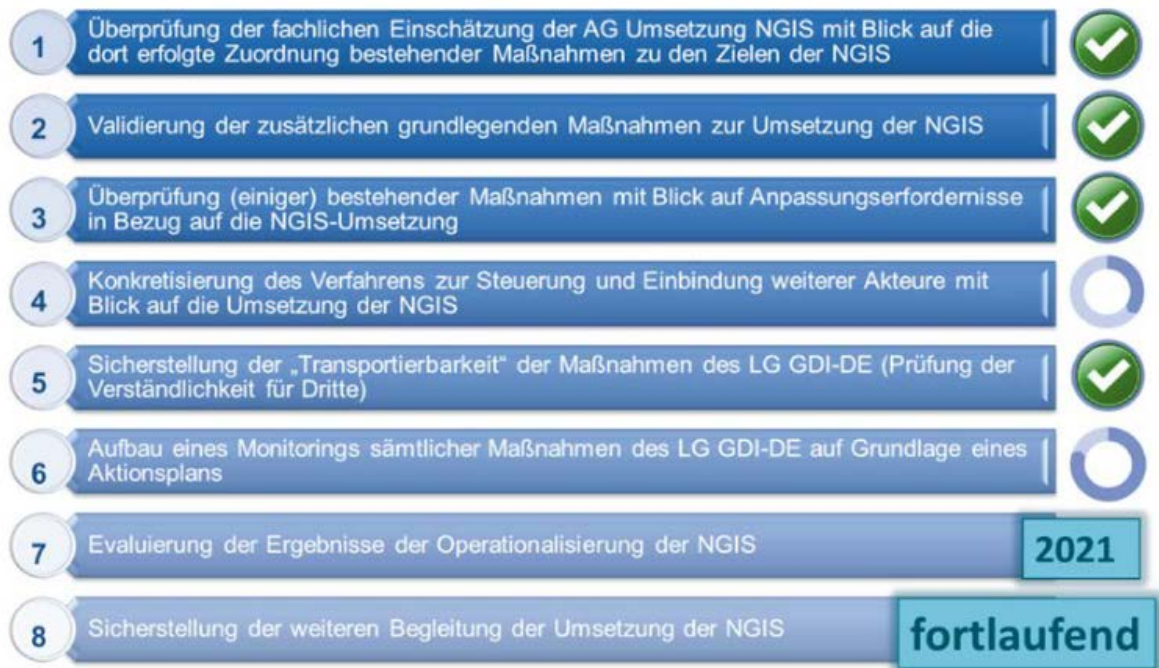 1
Überprüfung der fachlichen Einschätzung der AG Umsetzung NGIS mit Blick auf die
dort erfolgte Zuordnung bestehender Maßnahmen zu den Zielen der NGIS
2
Validierung der zusätzlichen grundlegenden Maßnahmen zur Umsetzung der NGIS
3
Überprüfung (einiger) bestehender Maßnahmen mit Blick auf Anpassungserfordernisse
in Bezug auf die NGIS-Umsetzung
4
Konkretisierung des Verfahrens zur Steuerung und Einbindung weiterer Akteure mit
Blick auf die Umsetzung der NGIS
5
Sicherstellung der „Transportierbarkeit“ der Maßnahmen des LG GDI-DE (Prüfung der
Verständlichkeit für Dritte)
6
Aufbau eines Monitorings sämtlicher Maßnahmen des LG GDI-DE auf Grundlage eines
Aktionsplans
7
Evaluierung der Ergebnisse der Operationalisierung der NGIS
2021
8
Sicherstellung der weiteren Begleitung der Umsetzung der NGIS
fortlaufend